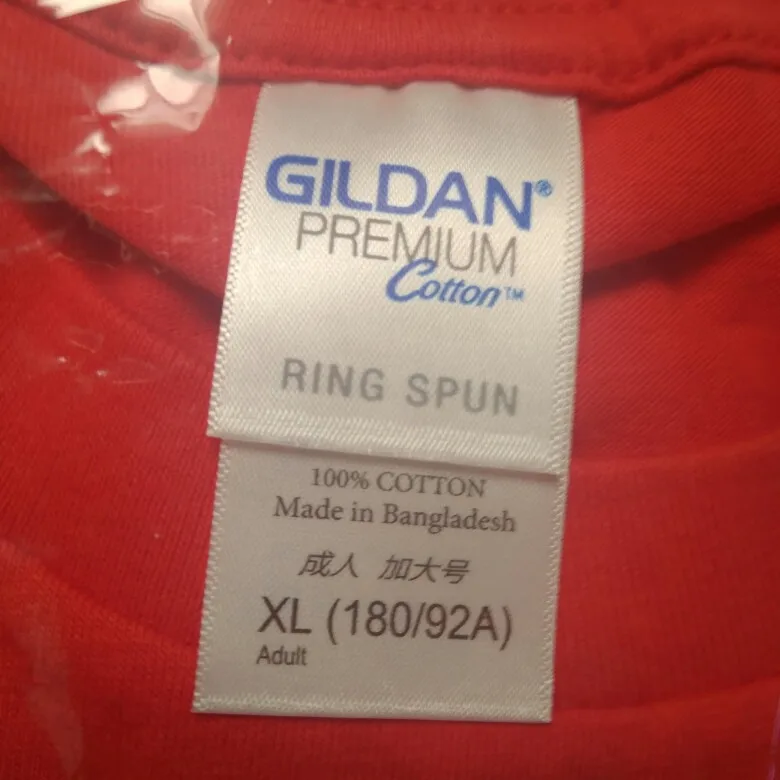 GILDAN®
PREMIUM
Cotton™
RING SPUN
100% COTTON
Made in Bangladesh
成人 加大号
XL (180/92A)
Adult